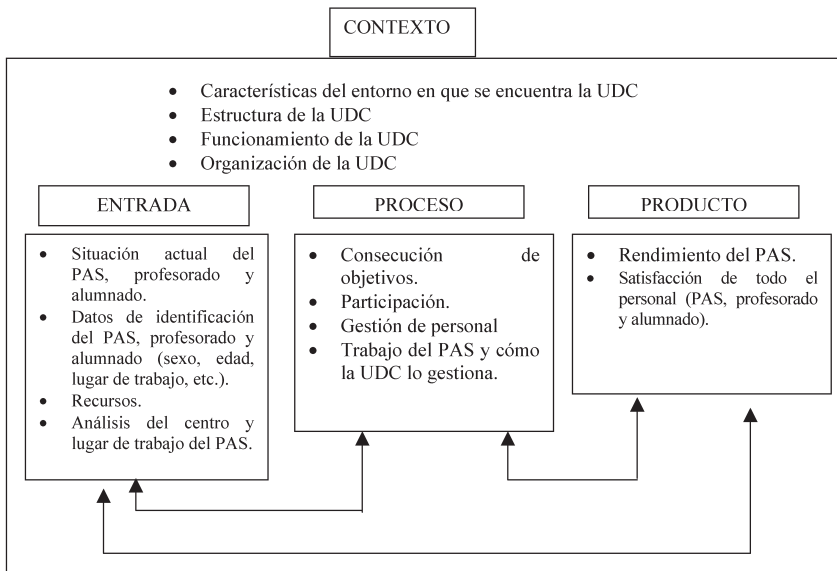 CONTEXTO
• Características del entorno en que se encuentra la UDC
• Estructura de la UDC
• Funcionamiento de la UDC
• Organización de la UDC
ENTRADA
• Situación actual del
PAS, profesorado y
alumnado.
• Datos de identificación
del PAS, profesorado y
alumnado (sexo, edad,
lugar de trabajo, etc.).
• Recursos.
• Análisis del centro y
lugar de trabajo del PAS.
PROCESO
• Consecución de
objetivos.
• Participación.
• Gestión de personal
• Trabajo del PAS y cómo
la UDC lo gestiona.
PRODUCTO
• Rendimiento del PAS.
• Satisfacción de todo el
personal (PAS, profesorado
y alumnado).